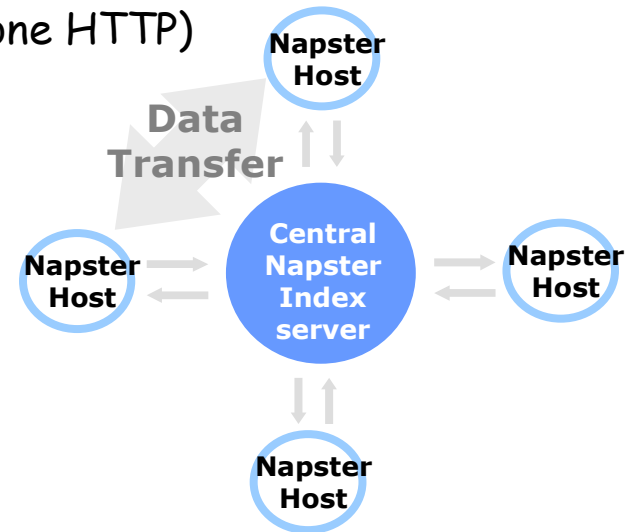 one HTTP)
Napster
Host
Data
Transfer
Central
Napster
Index
server
Napster
Host
Napster
Host
Napster
Host